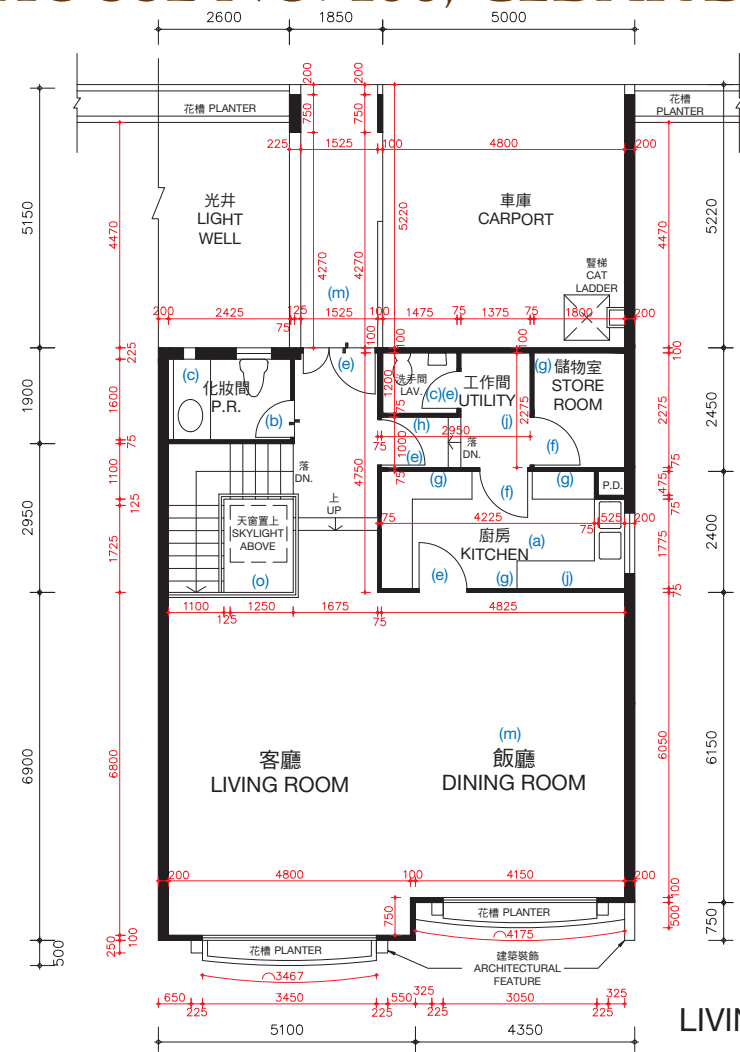 2600 1850 5000
花槽 PLANTER
花槽
PLANTER
200 200
750 750
225 1525 100 4800 200
5150
4470
光井
LIGHT
WELL
車庫
CARPORT
5220
4470
5220
4270 4270
(m)
豎梯
CAT
LADDER
200 2425 125 1525 100 1475 75 1375 75 1800 200
75
225 100 100 100 100
1900
1600
(c)
化妝間
P.R.
(b)
(e)
1200
洗手間
LAV.
(c)(e)
工作間
UTILITY
(j)
(g) 儲物室
STORE
ROOM
2275
2275
2450
75 75
(h)
2950
75
1000
(e)
落
DN.
(f)
75
1100
落
DN.
4750
75
(g)
(f)
(g)
475
P.D.
2950
125
天窗置上
SKYLIGHT
ABOVE
上
UP
75 4225 525 200
75
75
廚房
KITCHEN
(a)
1725
1775
2400
(o)
(e)
(g)
(j)
75
1100 1250 1675 4825
125 75
6900
6800
客廳
LIVING ROOM
(m)
飯廳
DINING ROOM
6050
6150
200 4800 100 4150 200
100
750
花槽 PLANTER
500
750
4175
500
250
100
花槽 PLANTER
建築裝飾
ARCHITECTURAL
FEATURE
3467
650 3450 550 325 3050 325
225 225 225 225
5100 4350
LIVIN